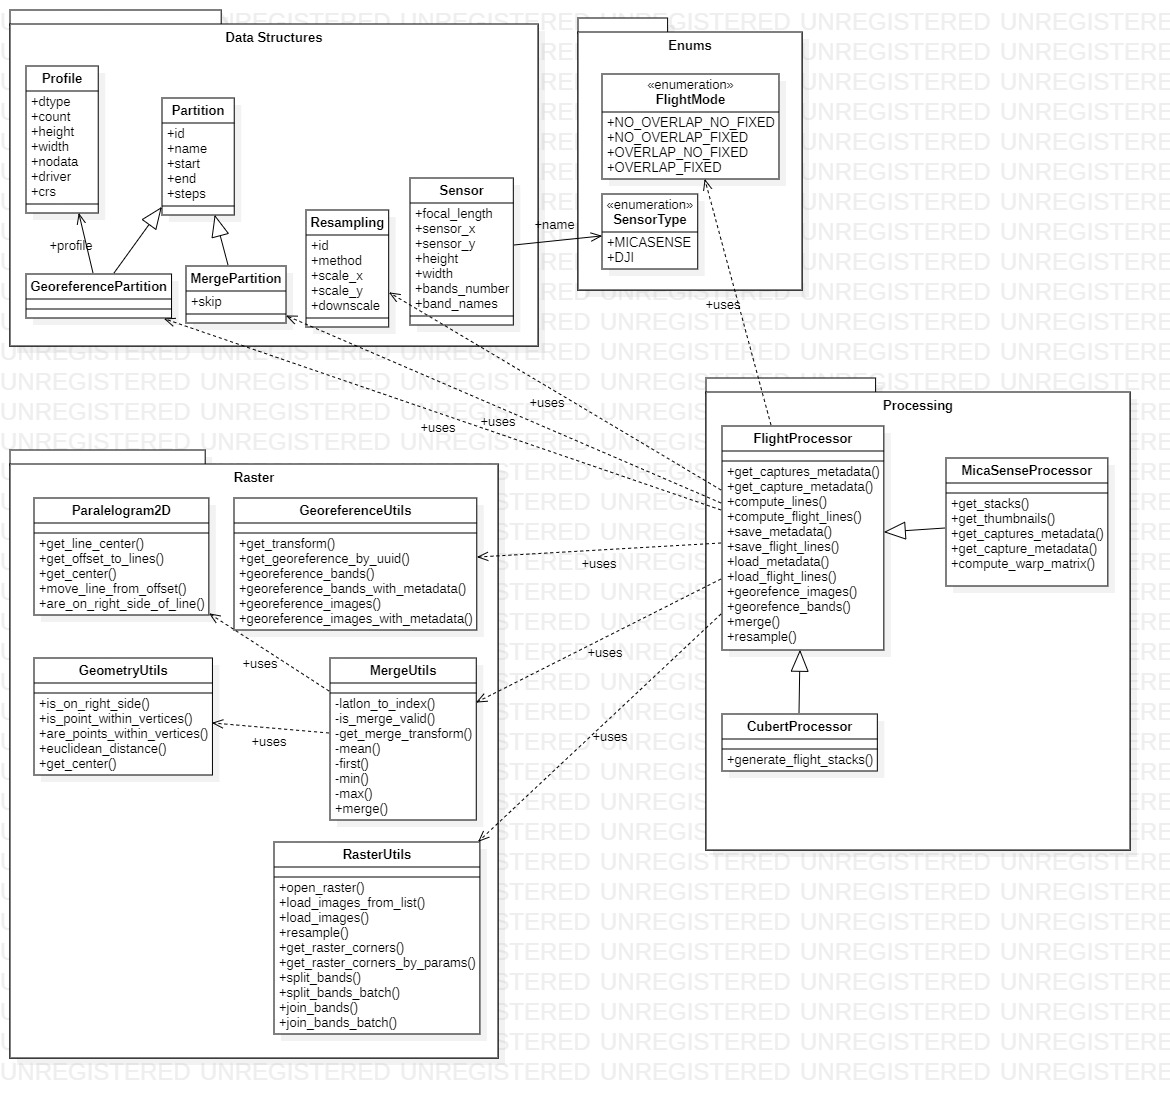 Data Structures
Profile
+dtype
+count
+height
+width
+nodata
+driver
+crs
Partition
+id
+name
+start
+end
+steps
+profile
GeoreferencePartition
MergePartition
+skip
Resampling
+id
+method
+scale_x
+scale_y
+downscale
Sensor
+focal_length
+sensor_x
+sensor_y
+height
+width
+bands_number
+band_names
+name
Enums
«enumeration»
FlightMode
+NO_OVERLAP_NO_FIXED
+NO_OVERLAP_FIXED
+OVERLAP_NO_FIXED
+OVERLAP_FIXED
«enumeration»
SensorType
+MICASENSE
+DJI
+uses
+uses
+uses
+uses
Processing
FlightProcessor
+get_captures_metadata()
+get_capture_metadata()
+compute_lines()
+compute_flight_lines()
+save_metadata()
+save_flight_lines()
+load_metadata()
+load_flight_lines()
+georefence_images()
+georefence_bands()
+merge()
+resample()
MicaSenseProcessor
+get_stacks()
+get_thumbnails()
+get_captures_metadata()
+get_capture_metadata()
+compute_warp_matrix()
CubertProcessor
+generate_flight_stacks()
Raster
Paralelogram2D
+get_line_center()
+get_offset_to_lines()
+get_center()
+move_line_from_offset()
+are_on_right_side_of_line()
GeoreferenceUtils
+get_transform()
+get_georeference_by_uuid()
+georeference_bands()
+georeference_bands_with_metadata()
+georeference_images()
+georeference_images_with_metadata()
+uses
+uses
+uses
+uses
+uses
GeometryUtils
+is_on_right_side()
+is_point_within_vertices()
+are_points_within_vertices()
+euclidean_distance()
+get_center()
MergeUtils
-latlon_to_index()
-is_merge_valid()
-get_merge_transform()
-mean()
-first()
-min()
-max()
+merge()
RasterUtils
+open_raster()
+load_images_from_list()
+load_images()
+resample()
+get_raster_corners()
+get_raster_corners_by_params()
+split_bands()
+split_bands_batch()
+join_bands()
+join_bands_batch()
UNREGISTERED UNREGISTERED UNREGISTERED UNREGISTERED UNREGISTERED UNREGISTERED